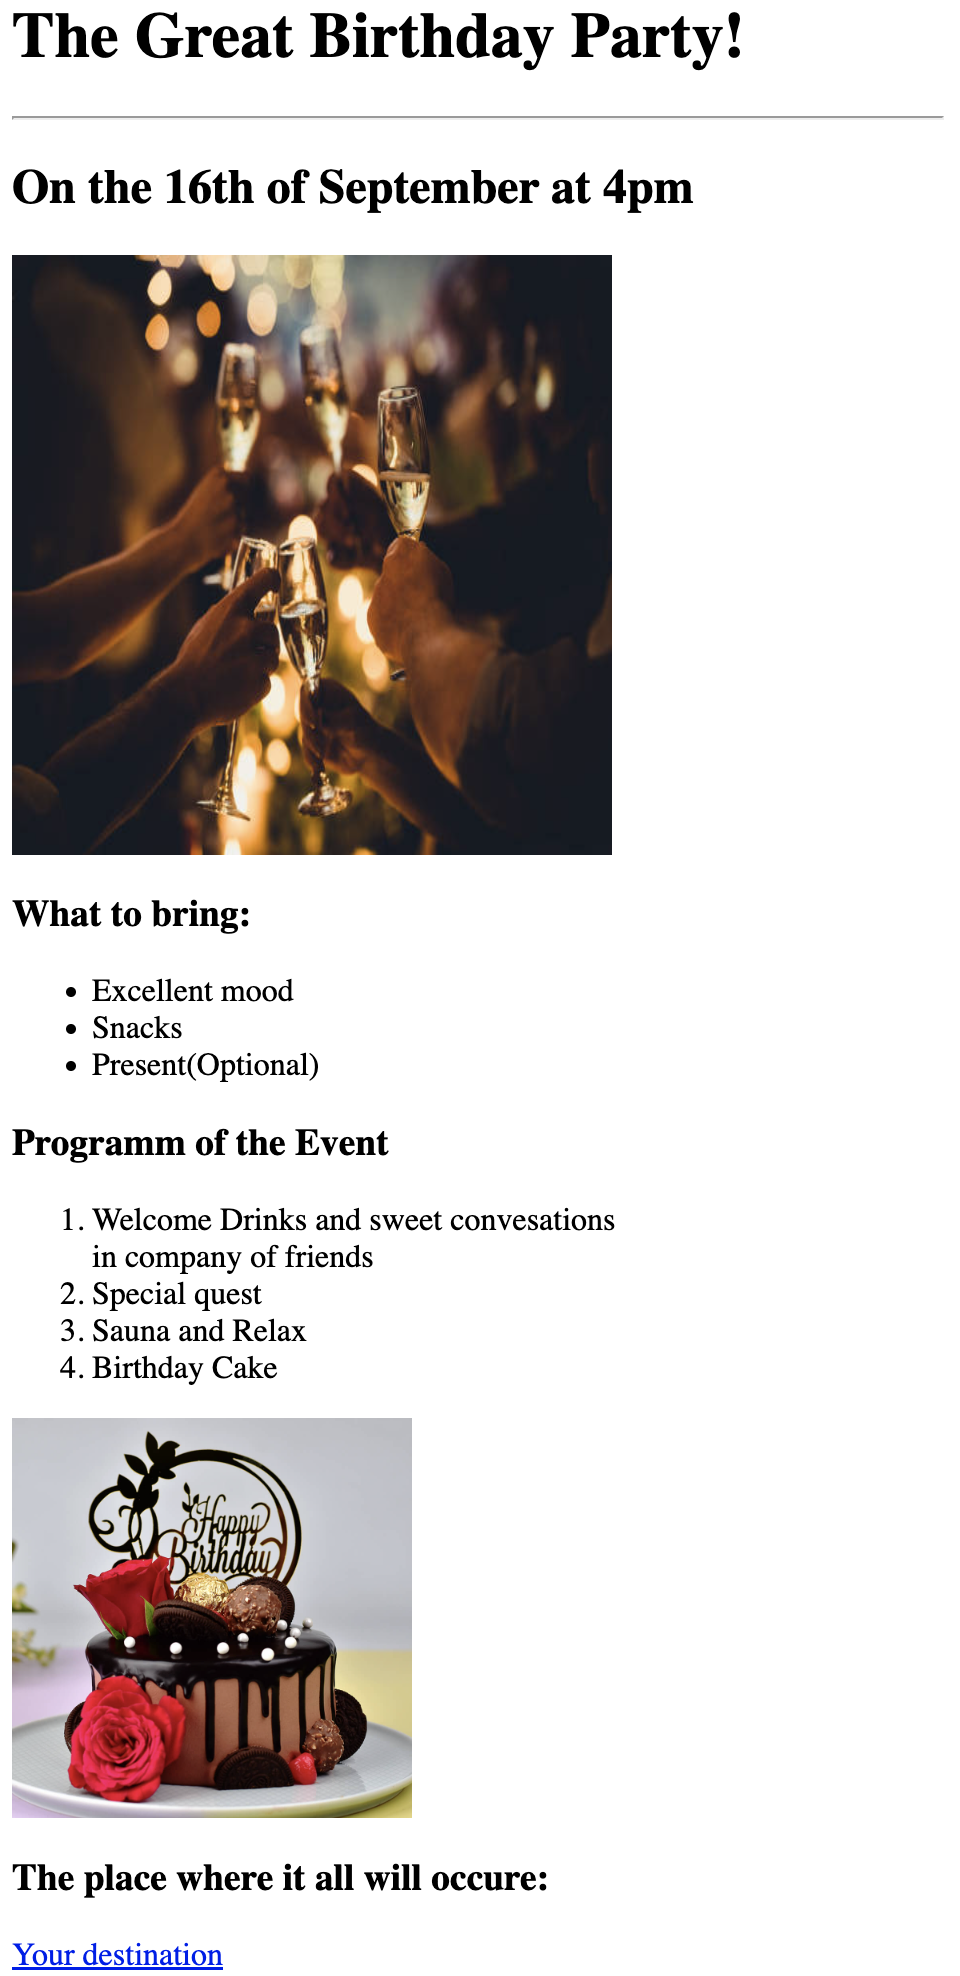 The Great Birthday Party!
On the 16th of September at 4pm
What to bring:
• Excellent mood
• Snacks
• Present(Optional)
Programm of the Event
1. Welcome Drinks and sweet convesations
in company of friends
2. Special quest
3. Sauna and Relax
4. Birthday Cake
Happy
Birthday
The place where it all will occure:
Your destination